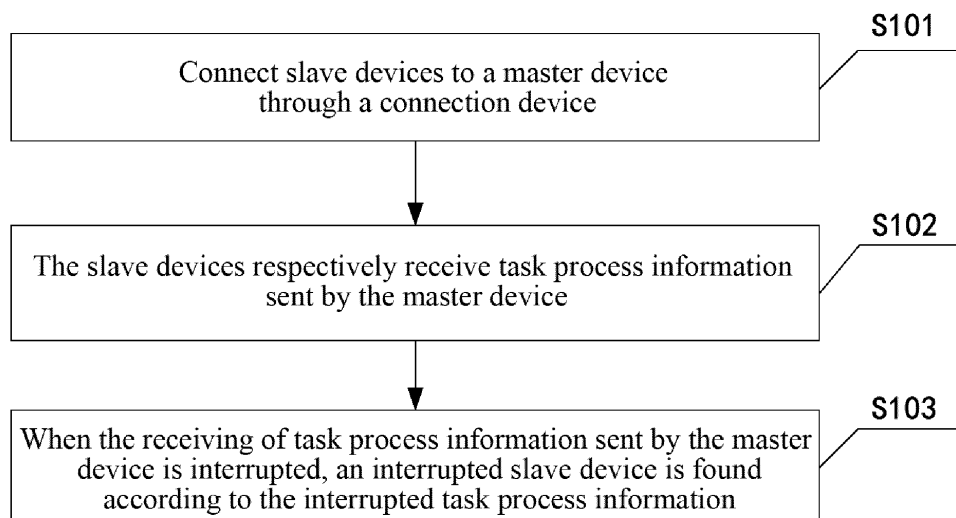 S101
Connect slave devices to a master device
through a connection device
S102
The slave devices respectively receive task process information
sent by the master device
S103
When the receiving of task process information sent by the master
device is interrupted, an interrupted slave device is found
according to the interrupted task process information